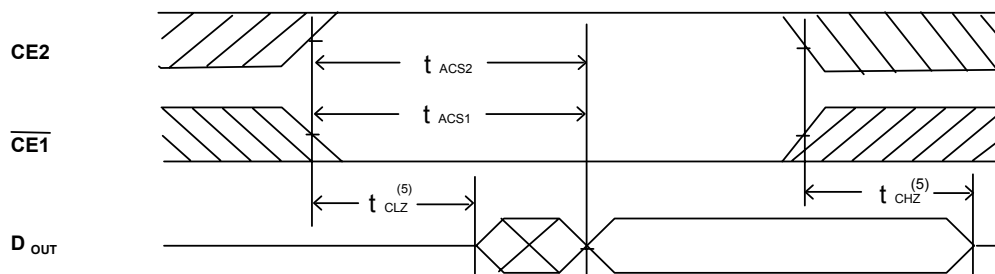 CE2
t ACS2
t ACS1
CE1
t CLZ (5)
t CHZ (5)
D OUT